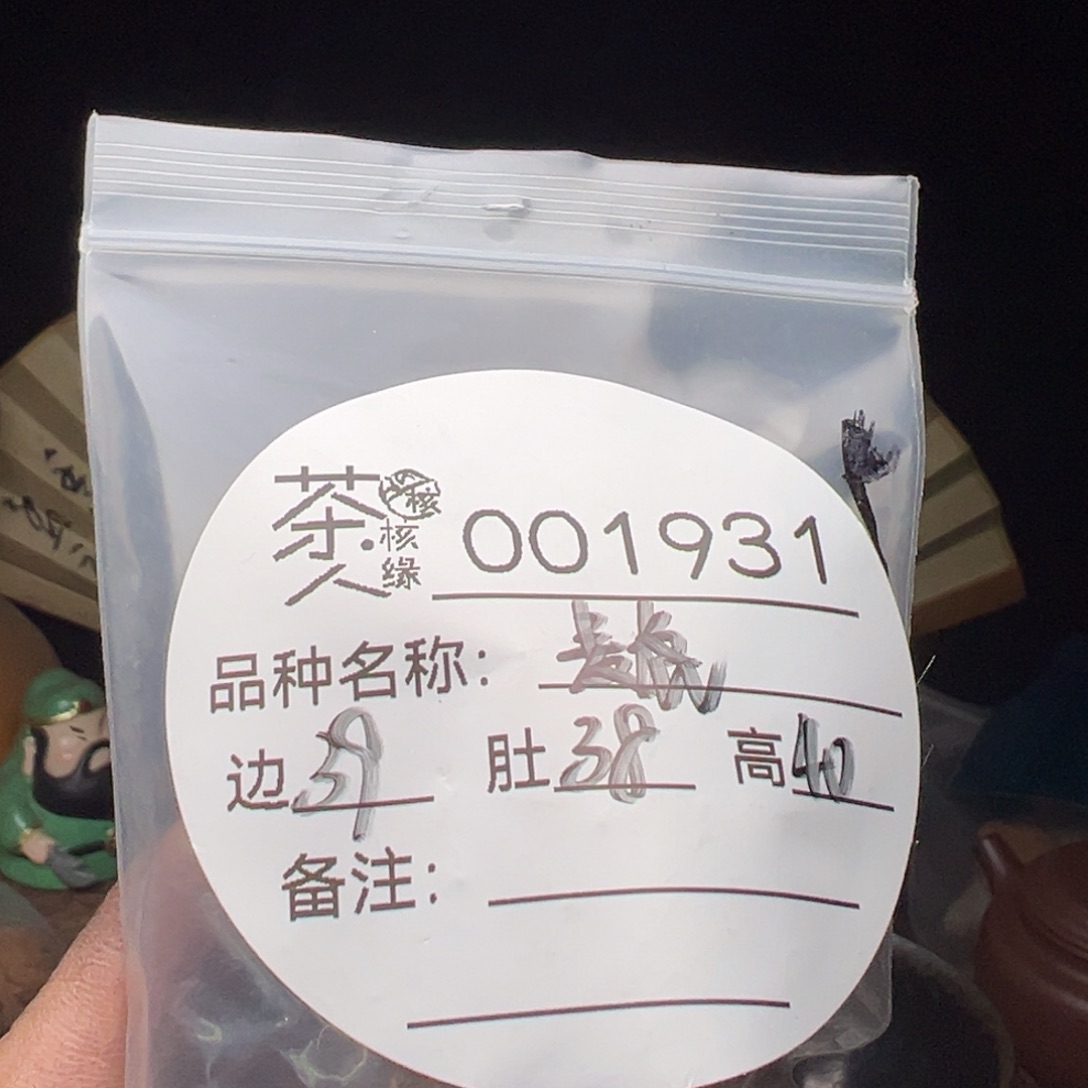 茶人 核缘 001931
品种名称：
边39 肚38 高40
备注：